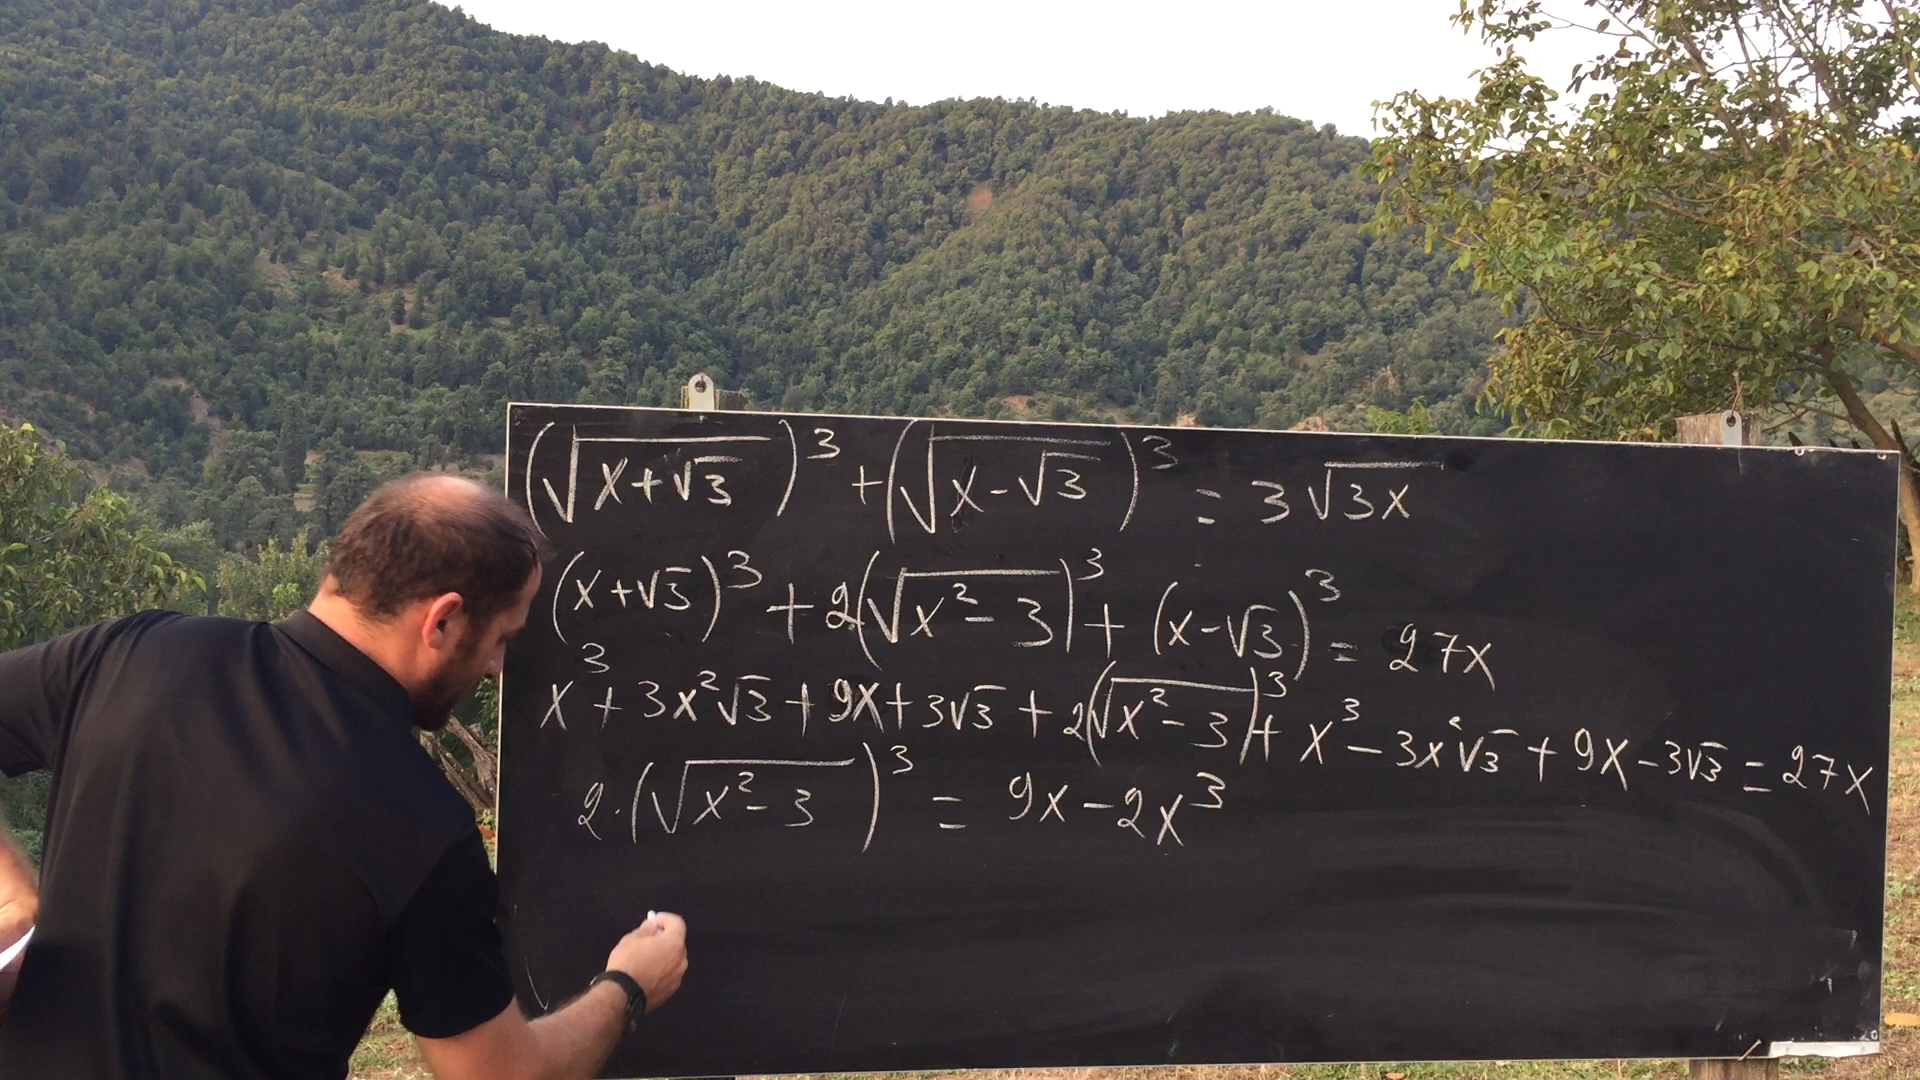 (√(x+√3))³ + (√(x-√3))³ = 3√(3x)
(x+√3)³ + 2(√(x²-3))³ + (x-√3)³ = 27x
x³ + 3x²√3 + 9x + 3√3 + 2(√(x²-3))³ + x³ - 3x²√3 + 9x - 3√3 = 27x
2·(√(x²-3))³ = 9x - 2x³